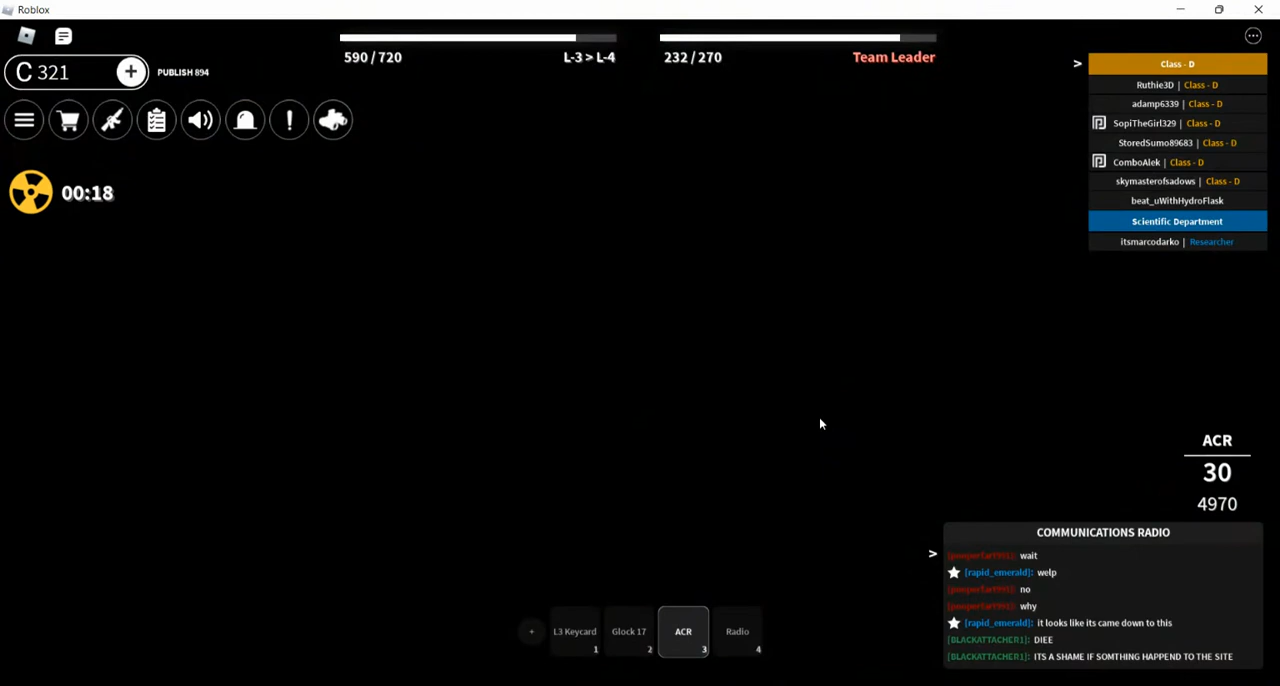 Roblox
590 / 720
L-3 > L-4
232 / 270
Team Leader
C 321
+
PUBLISH 894
00:18
>
Class - D
Ruthie3D | Class - D
adamp6339 | Class - D
SopiTheGirl329 | Class - D
StoredSumo89683 | Class - D
ComboAlek | Class - D
skymasterofsadows | Class - D
beat_uWithHydroFlask
Scientific Department
itsmarcodarko | Researcher
ACR
30
4970
COMMUNICATIONS RADIO
>
wait
[rapid_emerald]: welp
no
why
[rapid_emerald]: it looks like its came down to this
[BLACKATTACHER1]: DIEE
[BLACKATTACHER1]: ITS A SHAME IF SOMTHING HAPPEND TO THE SITE
+
L3 Keycard
1
Glock 17
2
ACR
3
Radio
4